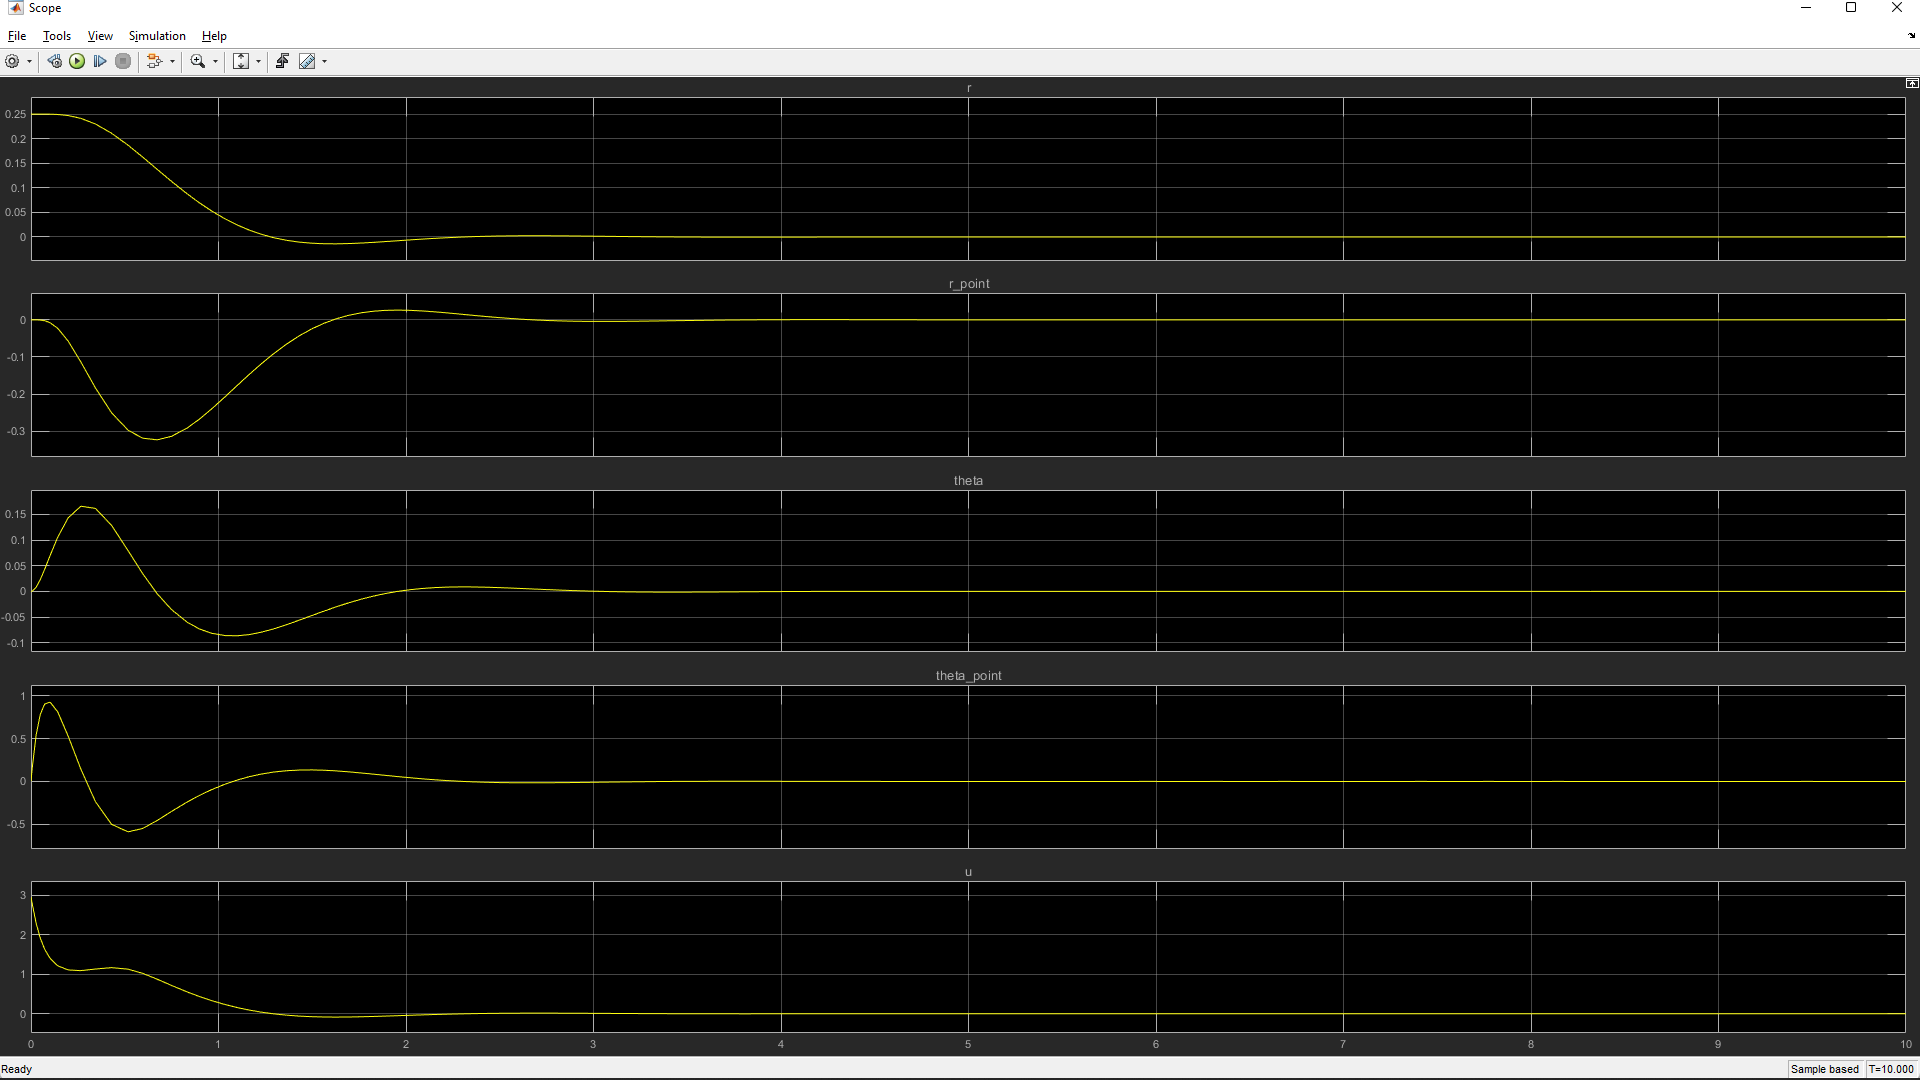 Scope
File Tools View Simulation Help
r
0.25
0.2
0.15
0.1
0.05
0
r_point
0
-0.1
-0.2
-0.3
theta
0.15
0.1
0.05
0
-0.05
-0.1
theta_point
1
0.5
0
-0.5
u
3
2
1
0
0 1 2 3 4 5 6 7 8 9 10
Ready Sample based T=10.000